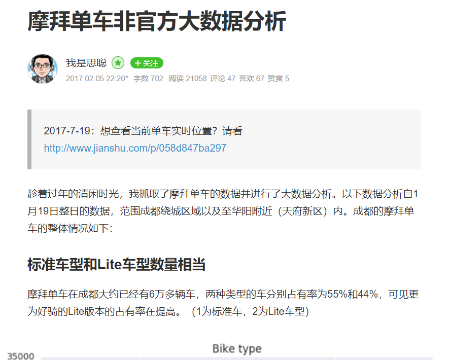 摩拜单车非官方大数据分析
我是思聪
+ 关注
2017.02.05 22:20* 字数 702 阅读 21058 评论 47 喜欢 67 赞赏 5
2017-7-19：想查看当前单车实时位置？请看
http://www.jianshu.com/p/058d847ba297
趁着过年的清闲时光，我抓取了摩拜单车的数据并进行了大数据分析。以下数据分析自1
月19日整日的数据，范围成都绕城区域以及至华阳附近（天府新区）内。成都的摩拜单
车的整体情况如下：
标准车型和Lite车型数量相当
摩拜单车在成都大约已经有6万多辆车，两种类型的车分别占有率为55%和44%，可见更
为好骑的Lite版本的占有率在提高。（1为标准车，2为Lite车型）
Bike type
35000